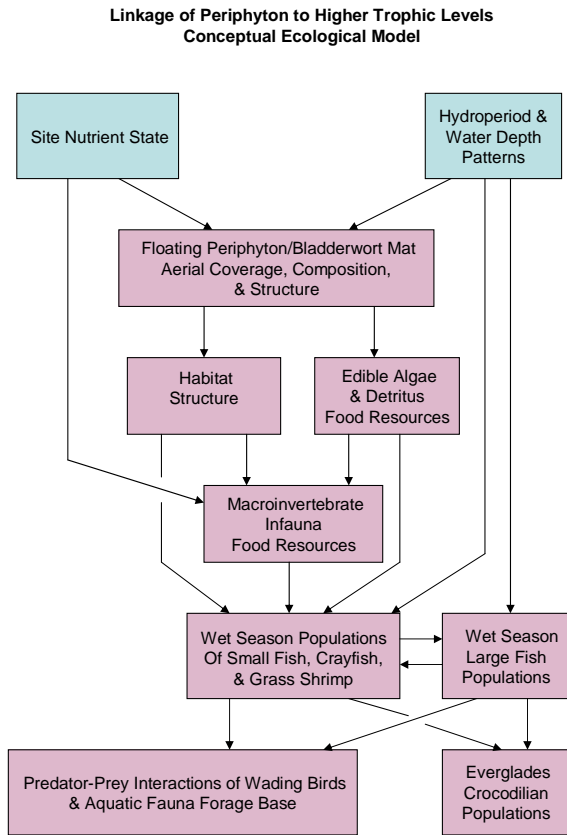 Linkage of Periphyton to Higher Trophic Levels
Conceptual Ecological Model
Site Nutrient State
Hydroperiod &
Water Depth
Patterns
Floating Periphyton/Bladderwort Mat
Aerial Coverage, Composition,
& Structure
Habitat
Structure
Edible Algae
& Detritus
Food Resources
Macroinvertebrate
Infauna
Food Resources
Wet Season Populations
Of Small Fish, Crayfish,
& Grass Shrimp
Wet Season
Large Fish
Populations
Predator-Prey Interactions of Wading Birds
& Aquatic Fauna Forage Base
Everglades
Crocodilian
Populations